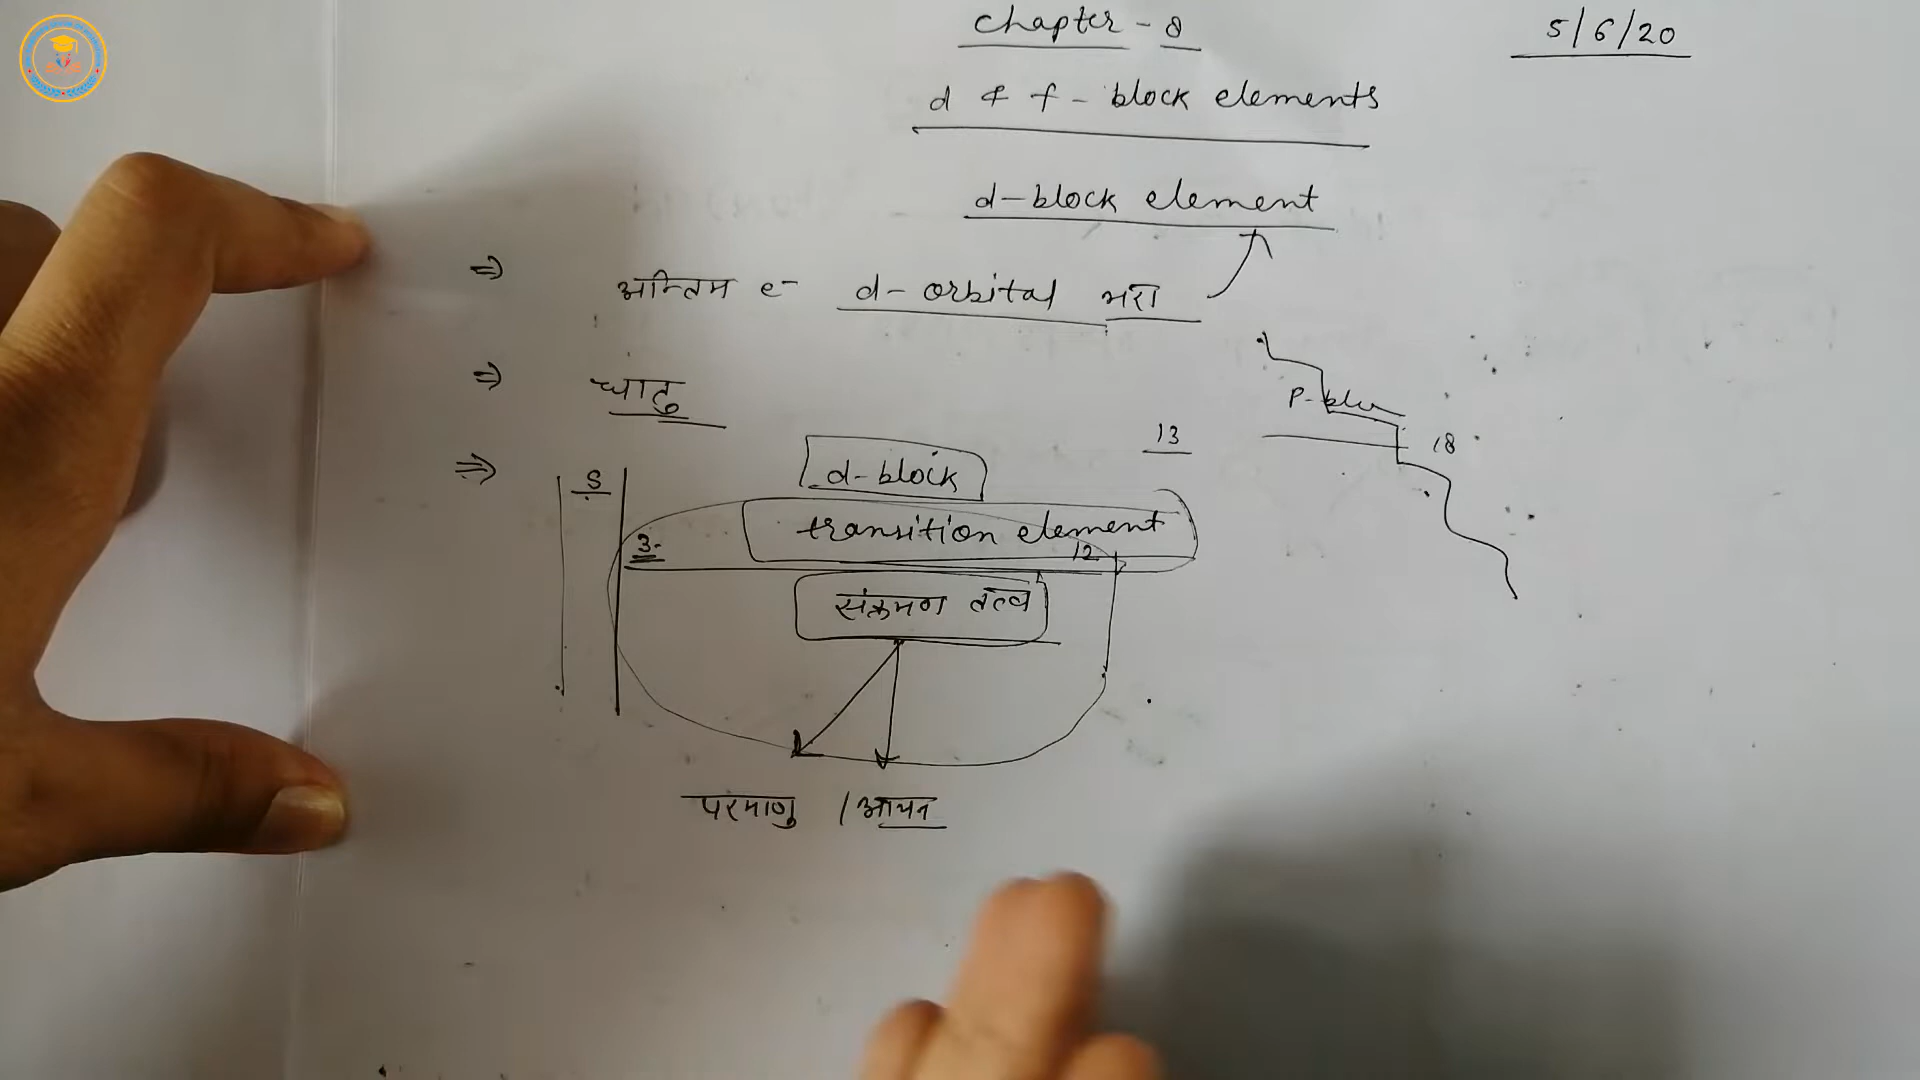 Chapter - 8
5/6/20
d & f - block elements
d-block element
⇒ अन्तिम e- d- orbital भरा
⇒ धातु
P-blo
13
18
⇒ S d-block
transition element
3- 12
संक्रमण तत्व
परमाणु / आयन